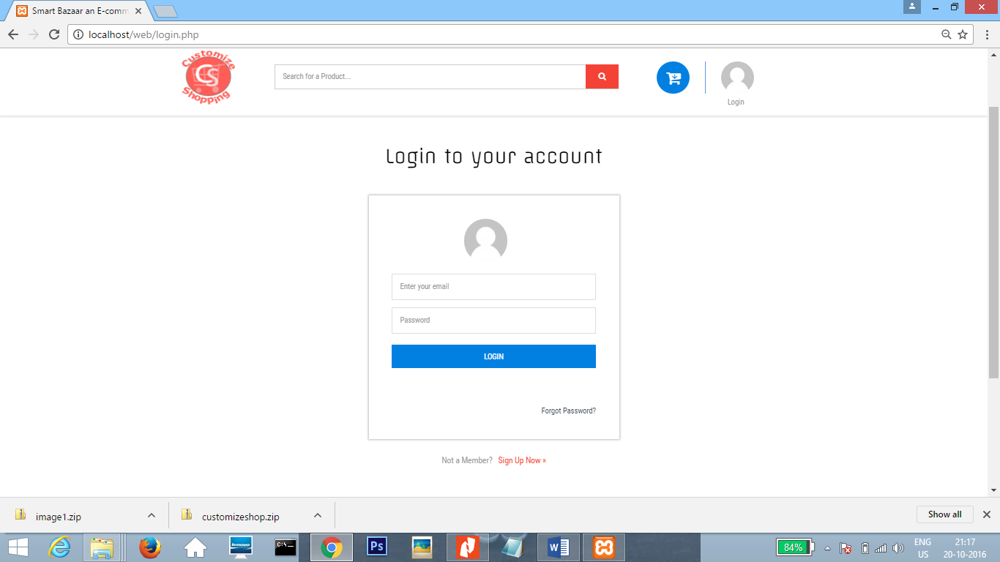 Smart Bazaar an E-comm
localhost/web/login.php
Customize
CS
Shopping
Search for a Product...
Login
Login to your account
Enter your email
Password
LOGIN
Forgot Password?
Not a Member? Sign Up Now »
image1.zip
customizeshop.zip
Show all
lenovo
C:\_
Ps
W
84%
ENG
US
21:17
20-10-2016